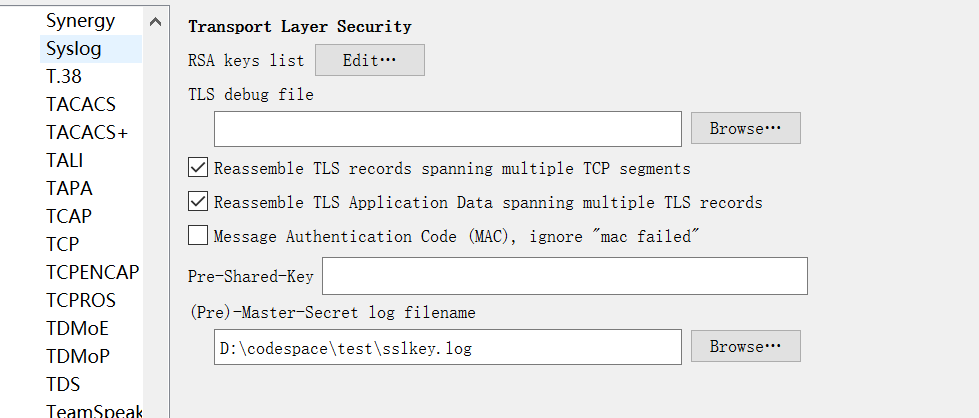 Synergy
Syslog
T.38
TACACS
TACACS+
TALI
TAPA
TCAP
TCP
TCPENCAP
TCPROS
TDMoE
TDMoP
TDS
TeamSpeak
Transport Layer Security
RSA keys list Edit…
TLS debug file
Browse…
Reassemble TLS records spanning multiple TCP segments
Reassemble TLS Application Data spanning multiple TLS records
Message Authentication Code (MAC), ignore "mac failed"
Pre-Shared-Key
(Pre)-Master-Secret log filename
D:\codespace\test\sslkey.log Browse…